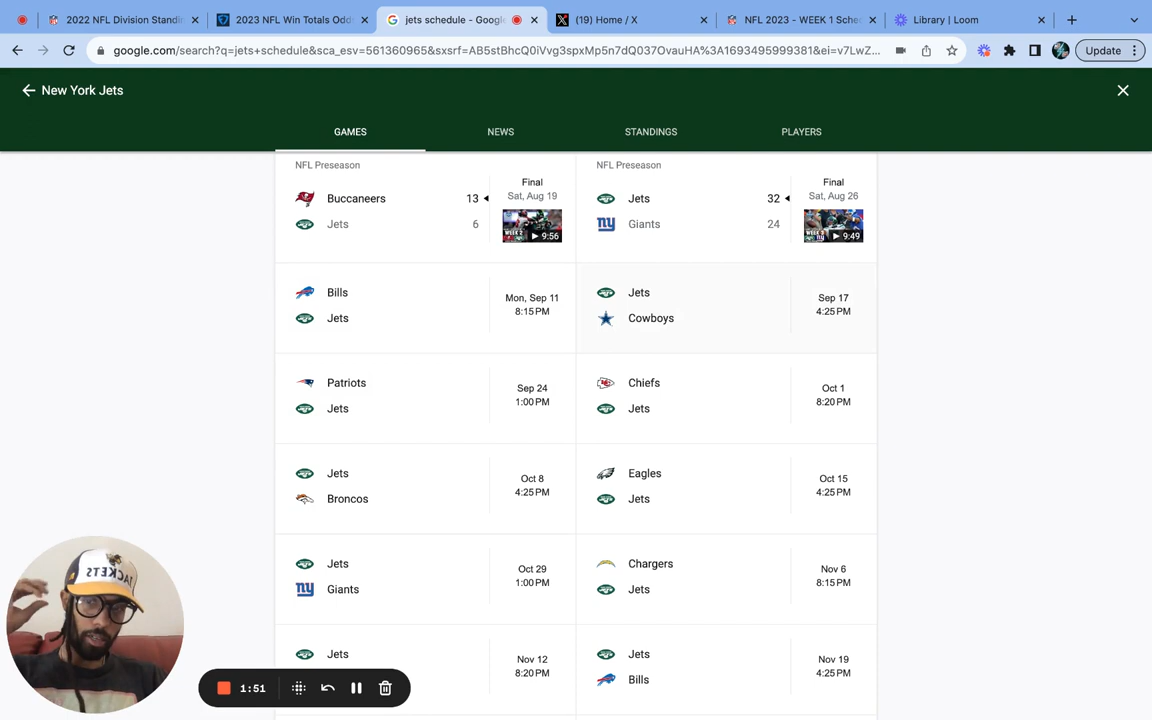 2022 NFL Division Standi
2023 NFL Win Totals Odd
jets schedule - Google
(19) Home / X
NFL 2023 - WEEK 1 Sche
Library | Loom
google.com/search?q=jets+schedule&sca_esv=561360965&sxsrf=AB5stBhcQ0iVvg3spxMp5n7dQ037OvauHA%3A1693495999381&ei=v7LwZ...
Update
New York Jets
GAMES
NEWS
STANDINGS
PLAYERS
NFL Preseason
Buccaneers 13
Jets 6
Final
Sat, Aug 19
WEEK 2
9:56
NFL Preseason
Jets 32
Giants 24
Final
Sat, Aug 26
9:49
Bills
Jets
Mon, Sep 11
8:15 PM
Jets
Cowboys
Sep 17
4:25 PM
Patriots
Jets
Sep 24
1:00 PM
Chiefs
Jets
Oct 1
8:20 PM
Jets
Broncos
Oct 8
4:25 PM
Eagles
Jets
Oct 15
4:25 PM
Jets
Giants
Oct 29
1:00 PM
Chargers
Jets
Nov 6
8:15 PM
Jets
Nov 12
8:20 PM
Jets
Bills
Nov 19
4:25 PM
JACKETS
1:51